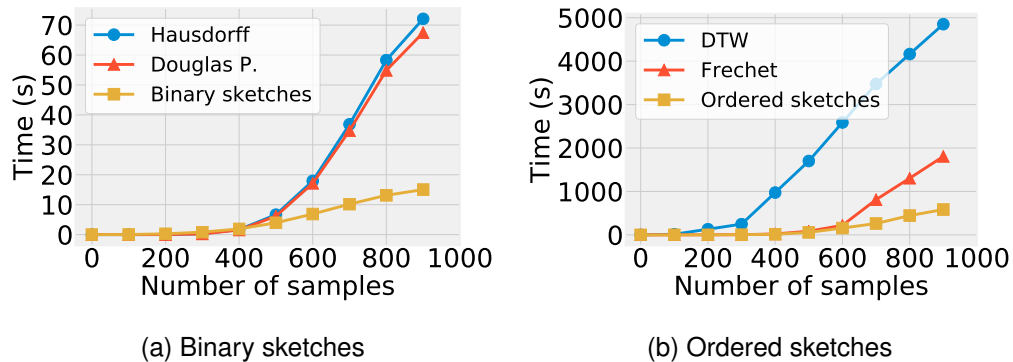 70
60
50
40
30
20
10
0
Time (s)
Hausdorff
Douglas P.
Binary sketches
0 200 400 600 800 1000
Number of samples
(a) Binary sketches
5000
4000
3000
2000
1000
0
Time (s)
DTW
Frechet
Ordered sketches
0 200 400 600 800 1000
Number of samples
(b) Ordered sketches